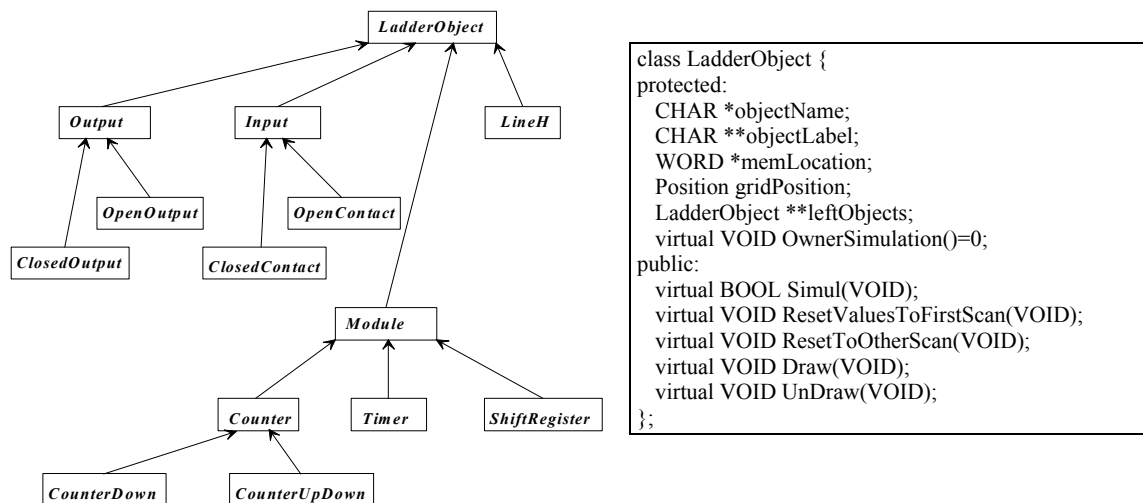 LadderObject
Output
Input
LineH
OpenOutput
OpenContact
ClosedOutput
ClosedContact
Module
Counter
Timer
ShiftRegister
CounterDown
CounterUpDown
class LadderObject {
protected:
CHAR *objectName;
CHAR **objectLabel;
WORD *memLocation;
Position gridPosition;
LadderObject **leftObjects;
virtual VOID OwnerSimulation()=0;
public:
virtual BOOL Simul(VOID);
virtual VOID ResetValuesToFirstScan(VOID);
virtual VOID ResetToOtherScan(VOID);
virtual VOID Draw(VOID);
virtual VOID UnDraw(VOID);
};